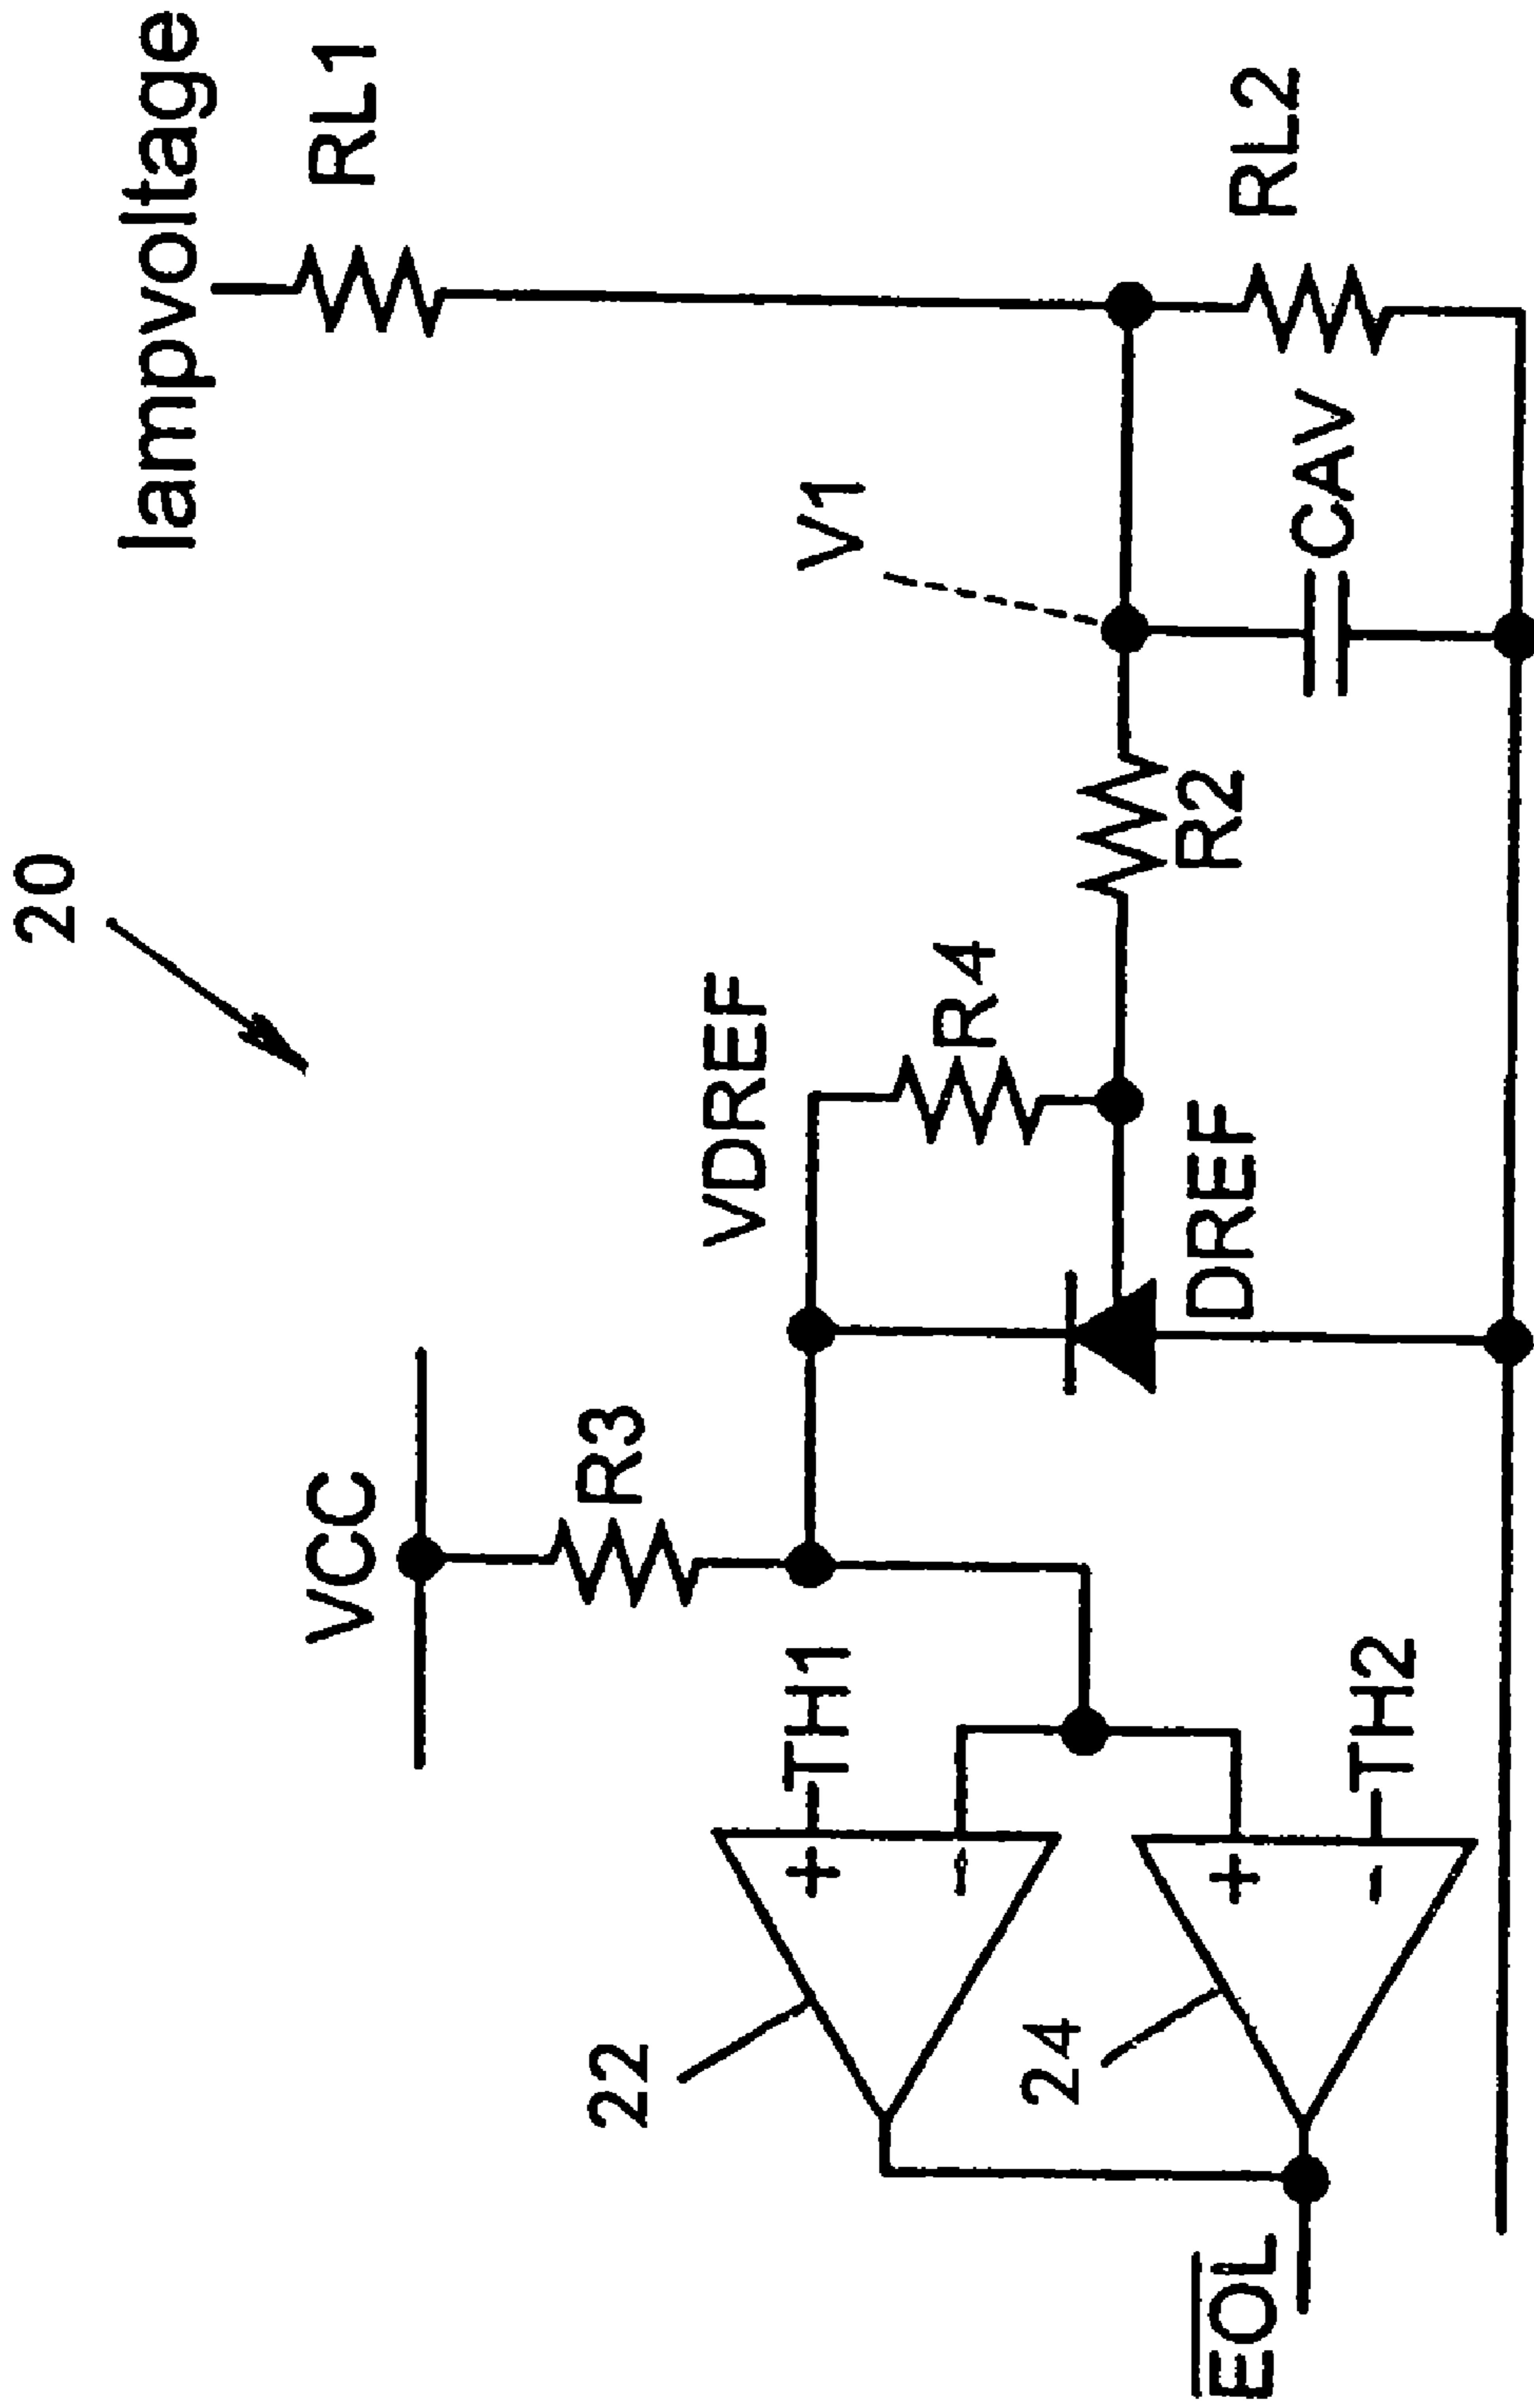 20
lampvoltage
RL1
VCC
R3
VDREF
V1
TH1
R4
22
R2
RL2
DREF
CAV
24
TH2
+
-
+
-
EOL